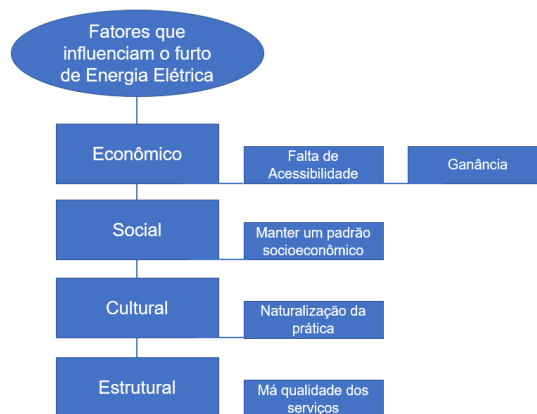 Fatores que
influenciam o furto
de Energia Elétrica
Econômico
Falta de
Acessibilidade
Ganância
Social
Manter um padrão
socioeconômico
Cultural
Naturalização da
prática
Estrutural
Má qualidade dos
serviços